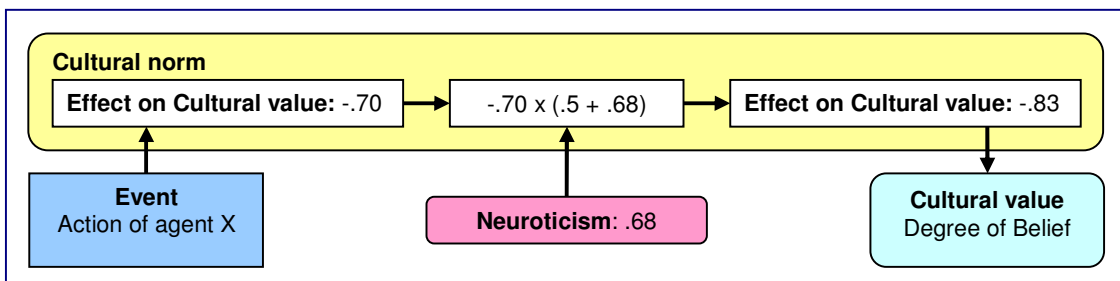 Cultural norm
Effect on Cultural value: -.70
-.70 x (.5 + .68)
Effect on Cultural value: -.83
Event
Action of agent X
Neuroticism: .68
Cultural value
Degree of Belief